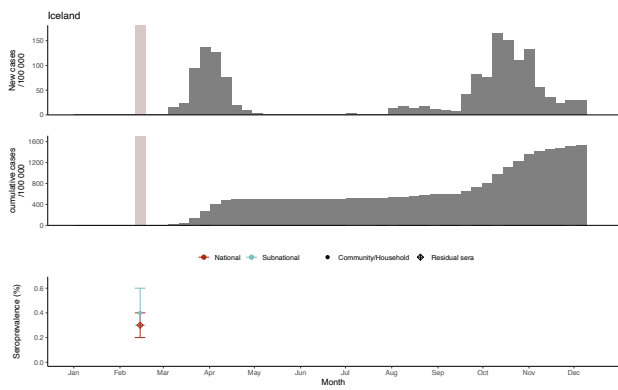 Iceland
New cases
/100 000
150
100
50
0
cumulative cases
/100 000
1600
1200
800
400
0
National Subnational Community/Household Residual sera
Seroprevalence (%)
0.6
0.4
0.2
0.0
Jan Feb Mar Apr May Jun Jul Aug Sep Oct Nov Dec
Month